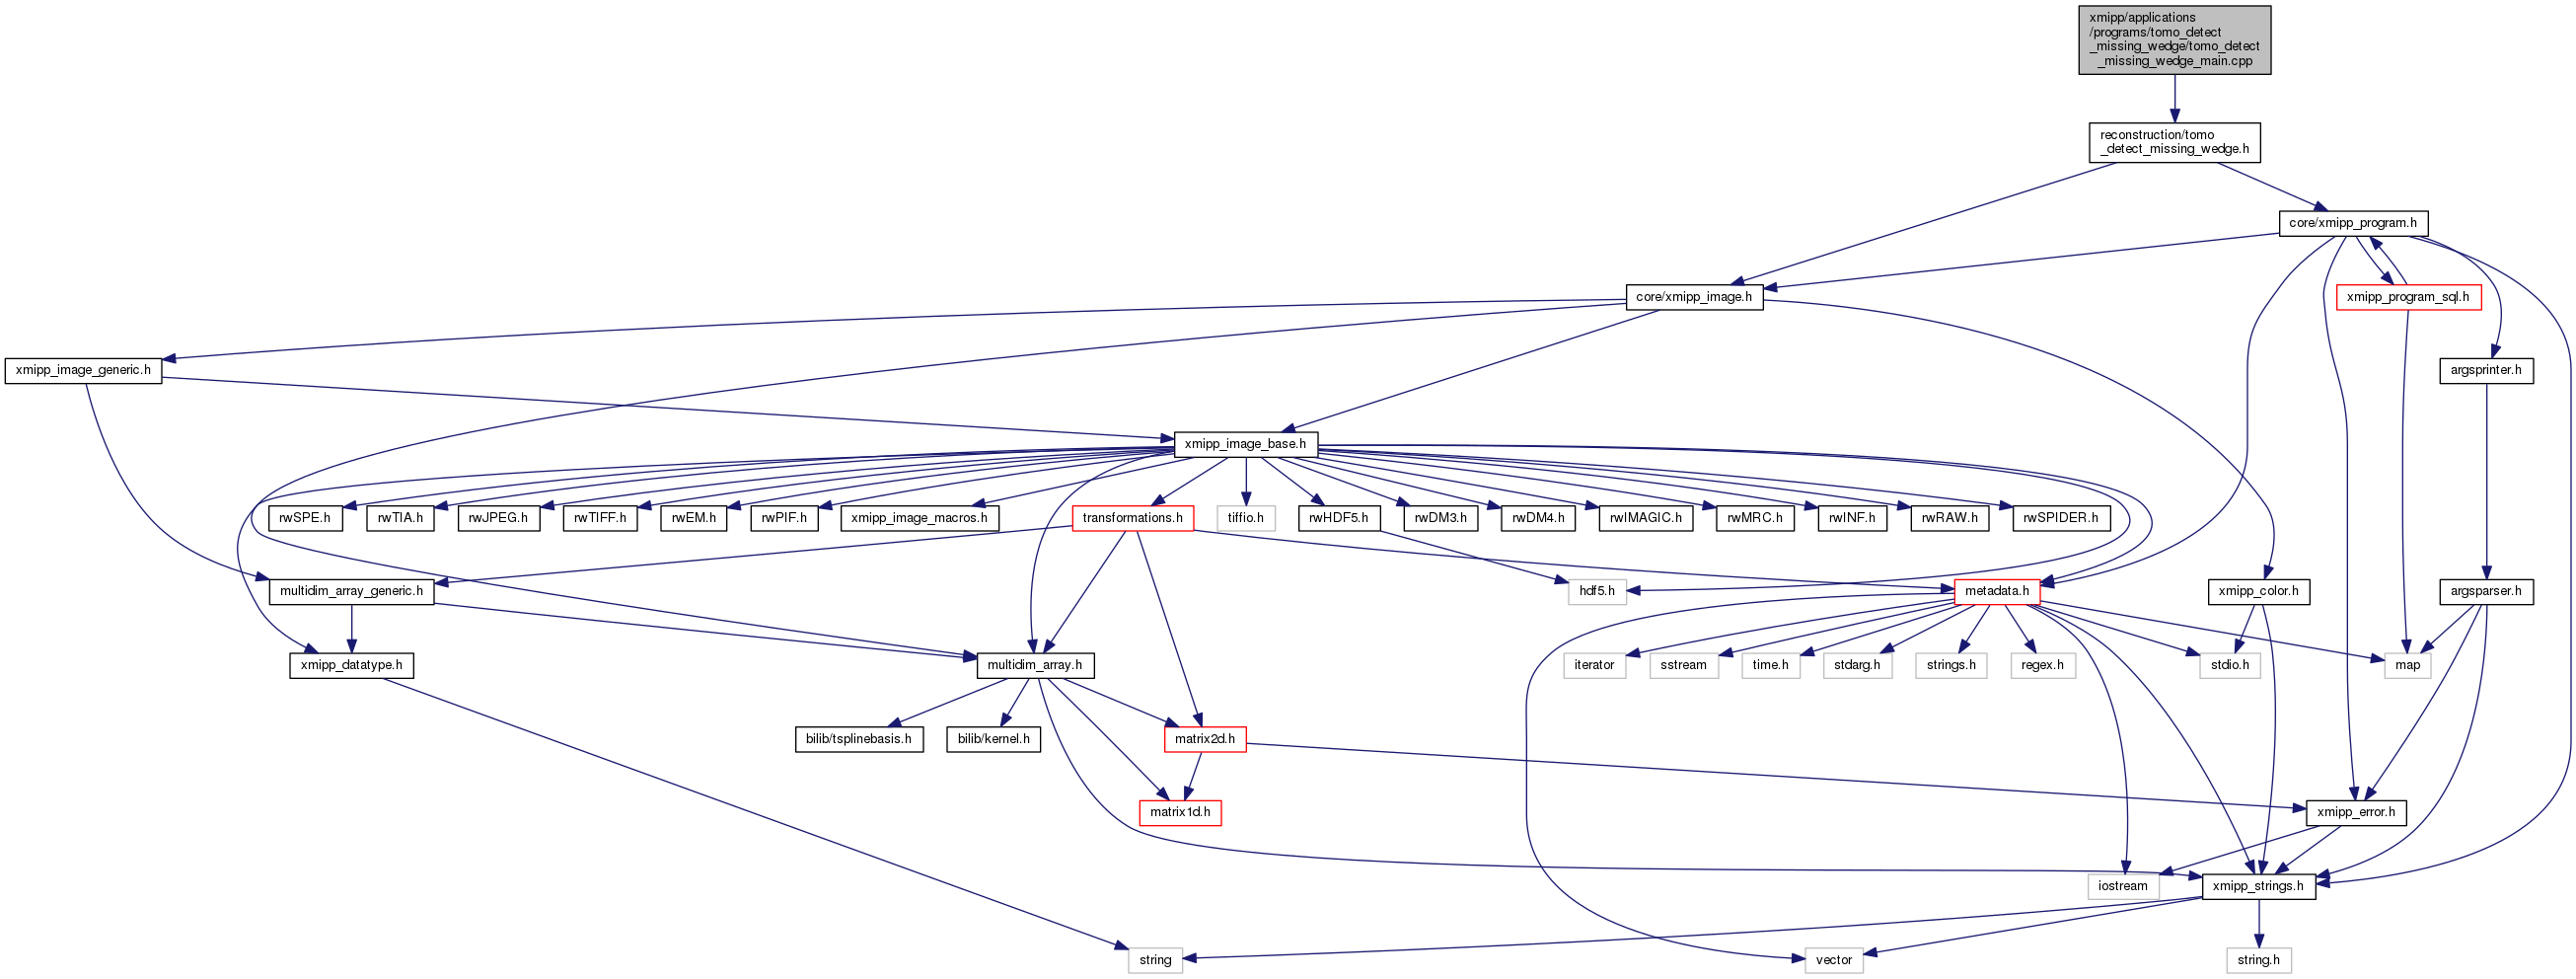 xmipp/applications
/programs/tomo_detect
_missing_wedge/tomo_detect
_missing_wedge_main.cpp
reconstruction/tomo
_detect_missing_wedge.h
core/xmipp_program.h
core/xmipp_image.h
xmipp_program_sql.h
xmipp_image_generic.h
argsprinter.h
xmipp_image_base.h
rwSPE.h
rwTIA.h
rwJPEG.h
rwTIFF.h
rwEM.h
rwPIF.h
xmipp_image_macros.h
transformations.h
tiffio.h
rwHDF5.h
rwDM3.h
rwDM4.h
rwIMAGIC.h
rwMRC.h
rwINF.h
rwRAW.h
rwSPIDER.h
multidim_array_generic.h
hdf5.h
metadata.h
xmipp_color.h
argsparser.h
xmipp_datatype.h
multidim_array.h
iterator
sstream
time.h
stdarg.h
strings.h
regex.h
stdio.h
map
bilib/tsplinebasis.h
bilib/kernel.h
matrix2d.h
matrix1d.h
xmipp_error.h
iostream
xmipp_strings.h
string
vector
string.h